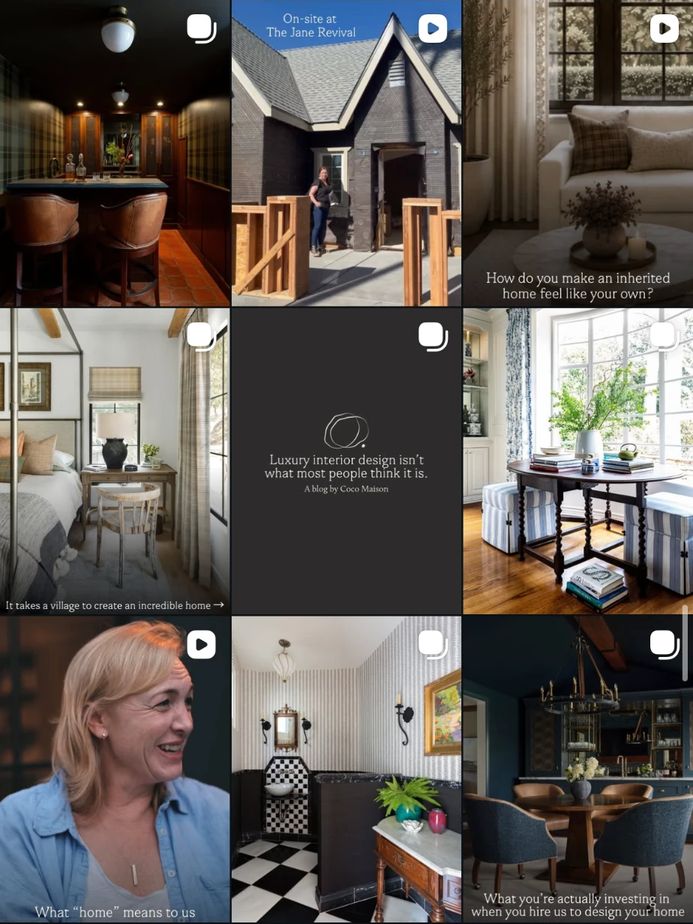 On-site at
The Jane Revival
How do you make an inherited
home feel like your own?
It takes a village to create an incredible home →
Luxury interior design isn't
what most people think it is.
A blog by Coco Maison
What “home” means to us
What you're actually investing in
when you hire us to design your home